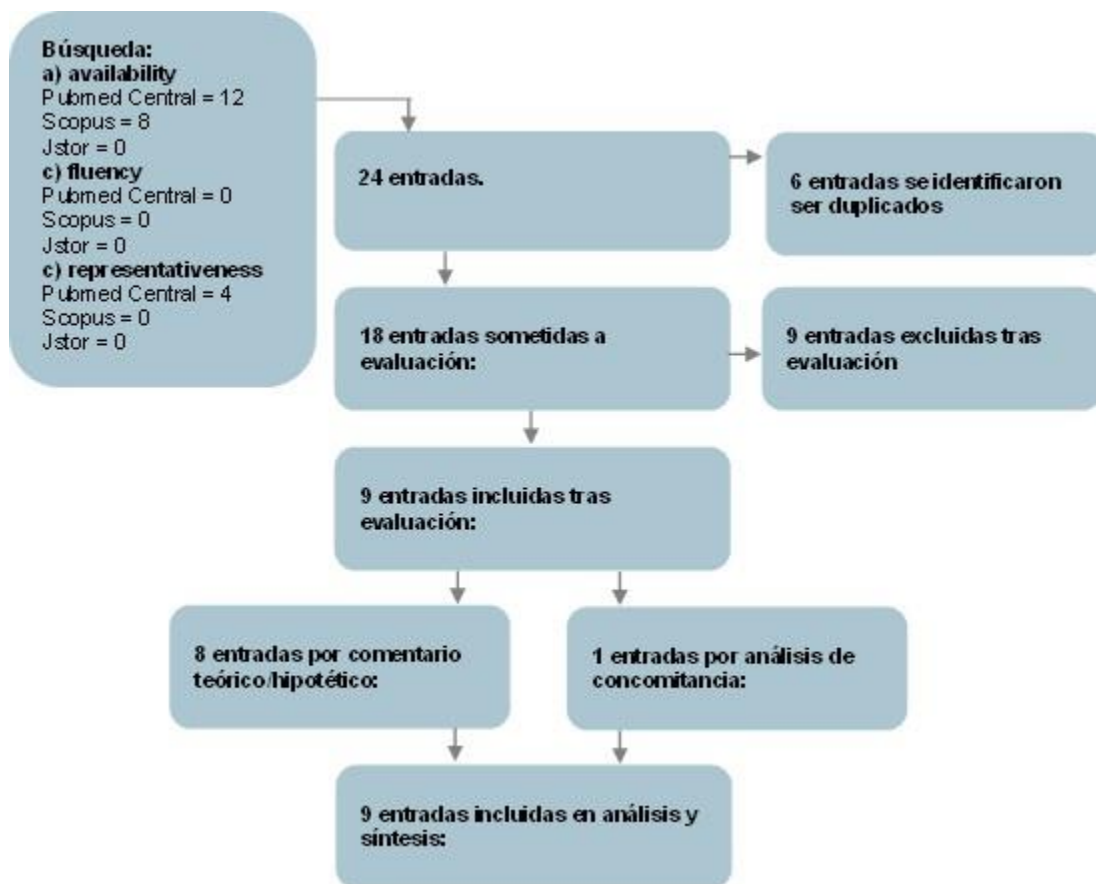 Búsqueda:
a) availability
Pubmed Central = 12
Scopus = 8
Jstor = 0
c) fluency
Pubmed Central = 0
Scopus = 0
Jstor = 0
c) representativeness
Pubmed Central = 4
Scopus = 0
Jstor = 0
24 entradas.
6 entradas se identificaron
ser duplicados
18 entradas sometidas a
evaluación:
9 entradas excluidas tras
evaluación
9 entradas incluidas tras
evaluación:
8 entradas por comentario
teórico/hipotético:
1 entradas por análisis de
concomitancia:
9 entradas incluidas en análisis y
síntesis: